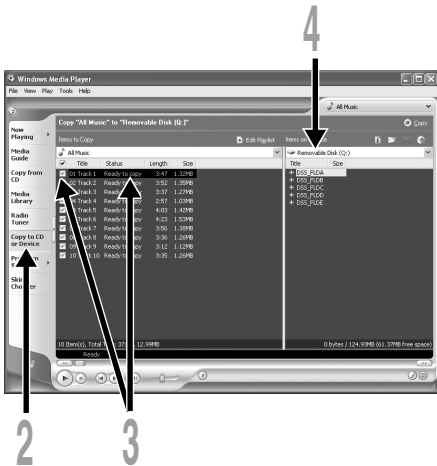 4
Windows Media Player
File View Play Tools Help
All Music
Copy "All Music" to "Removable Disk (Q:)"
Copy
Items to Copy
Edit Playlist
Items on
All Music
Removable Disk (Q:)
Title Status Length Size
Title Size
01 Track 1 Ready to copy 3:47 1.32MB
02 Track 2 Ready to copy 3:52 1.35MB
Track 3 Ready 3:37 1.27MB
Track 4 Ready to 2:57 1.03MB
Track 5 Ready to copy 4:03 1.42MB
Track 6 Ready to copy 4:23 1.53MB
Track 7 Ready to copy 3:56 1.38MB
Track 8 Ready to copy 3:36 1.26MB
09 Track 9 Ready to 3:12 1.12MB
10 Track 10 Ready to 3:35 1.26MB
DSS_FLDA
DSS_FLDB
DSS_FLDC
DSS_FLDD
DSS_FLDE
Now
Playing
Media
Guide
Copy from
CD
Media
Library
Radio
Tuner
Copy to CD
or Device
Skin
10 Item(s), Total 12.99MB
0 bytes / 124.93MB (61.37MB free space)
Ready
2
3